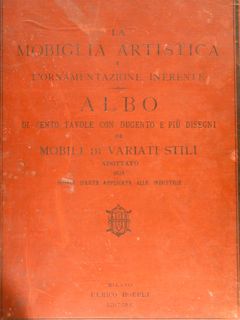 LA
MOBIGLIA ARTISTICA
E
L'ORNAMENTAZIONE INERENTE
ALBO
DI CENTO TAVOLE CON DUGENTO E PIÙ DISEGNI
DI
MOBILI DI VARIATI STILI
ADOTTATO
D'ARTE APPLICATA ALLE INDUSTRIE
MILANO
ULRICO HOEPLI
EDITORE